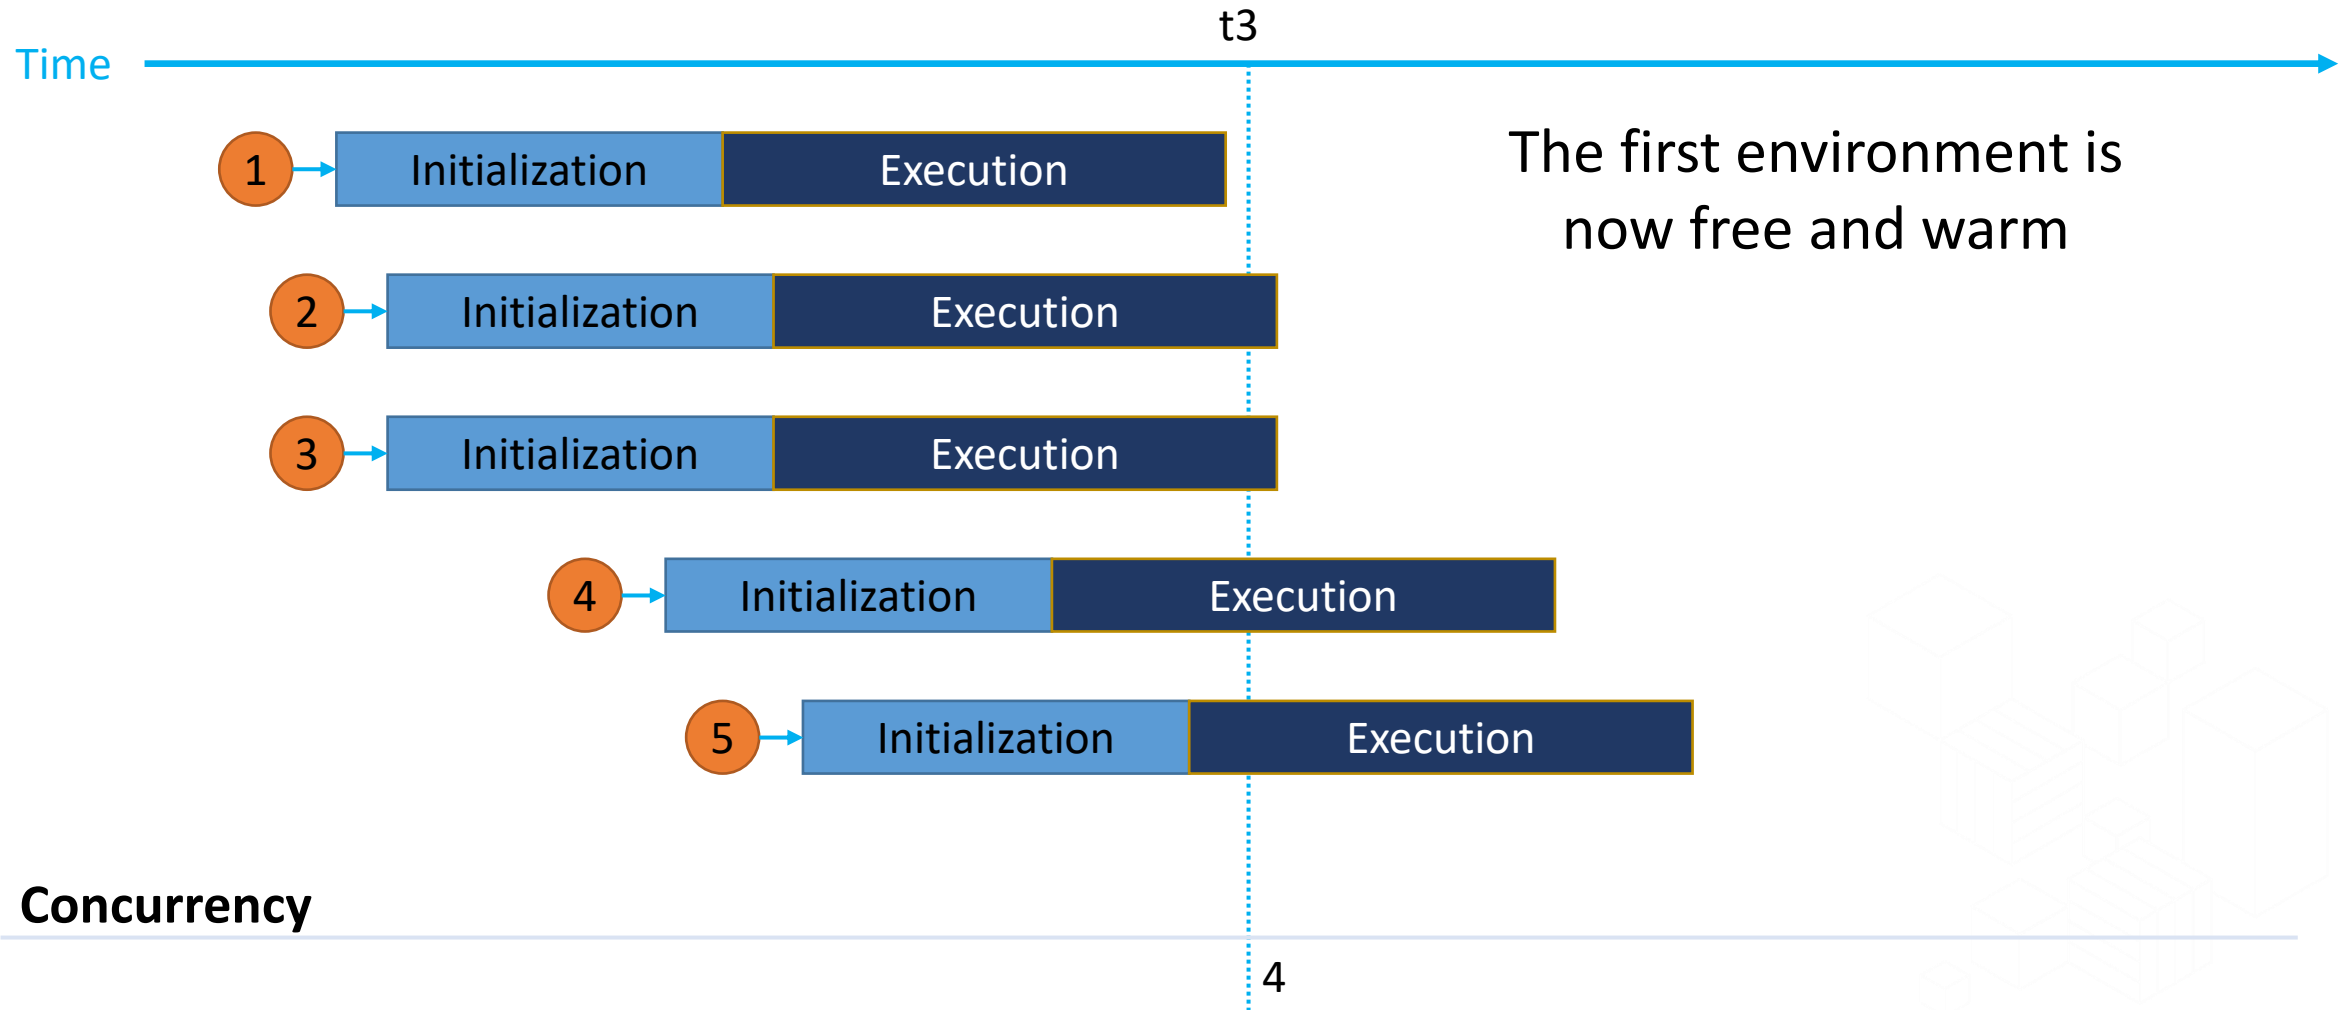 t3
Time
1 Initialization Execution
The first environment is
now free and warm
2 Initialization Execution
3 Initialization Execution
4 Initialization Execution
5 Initialization Execution
Concurrency
4